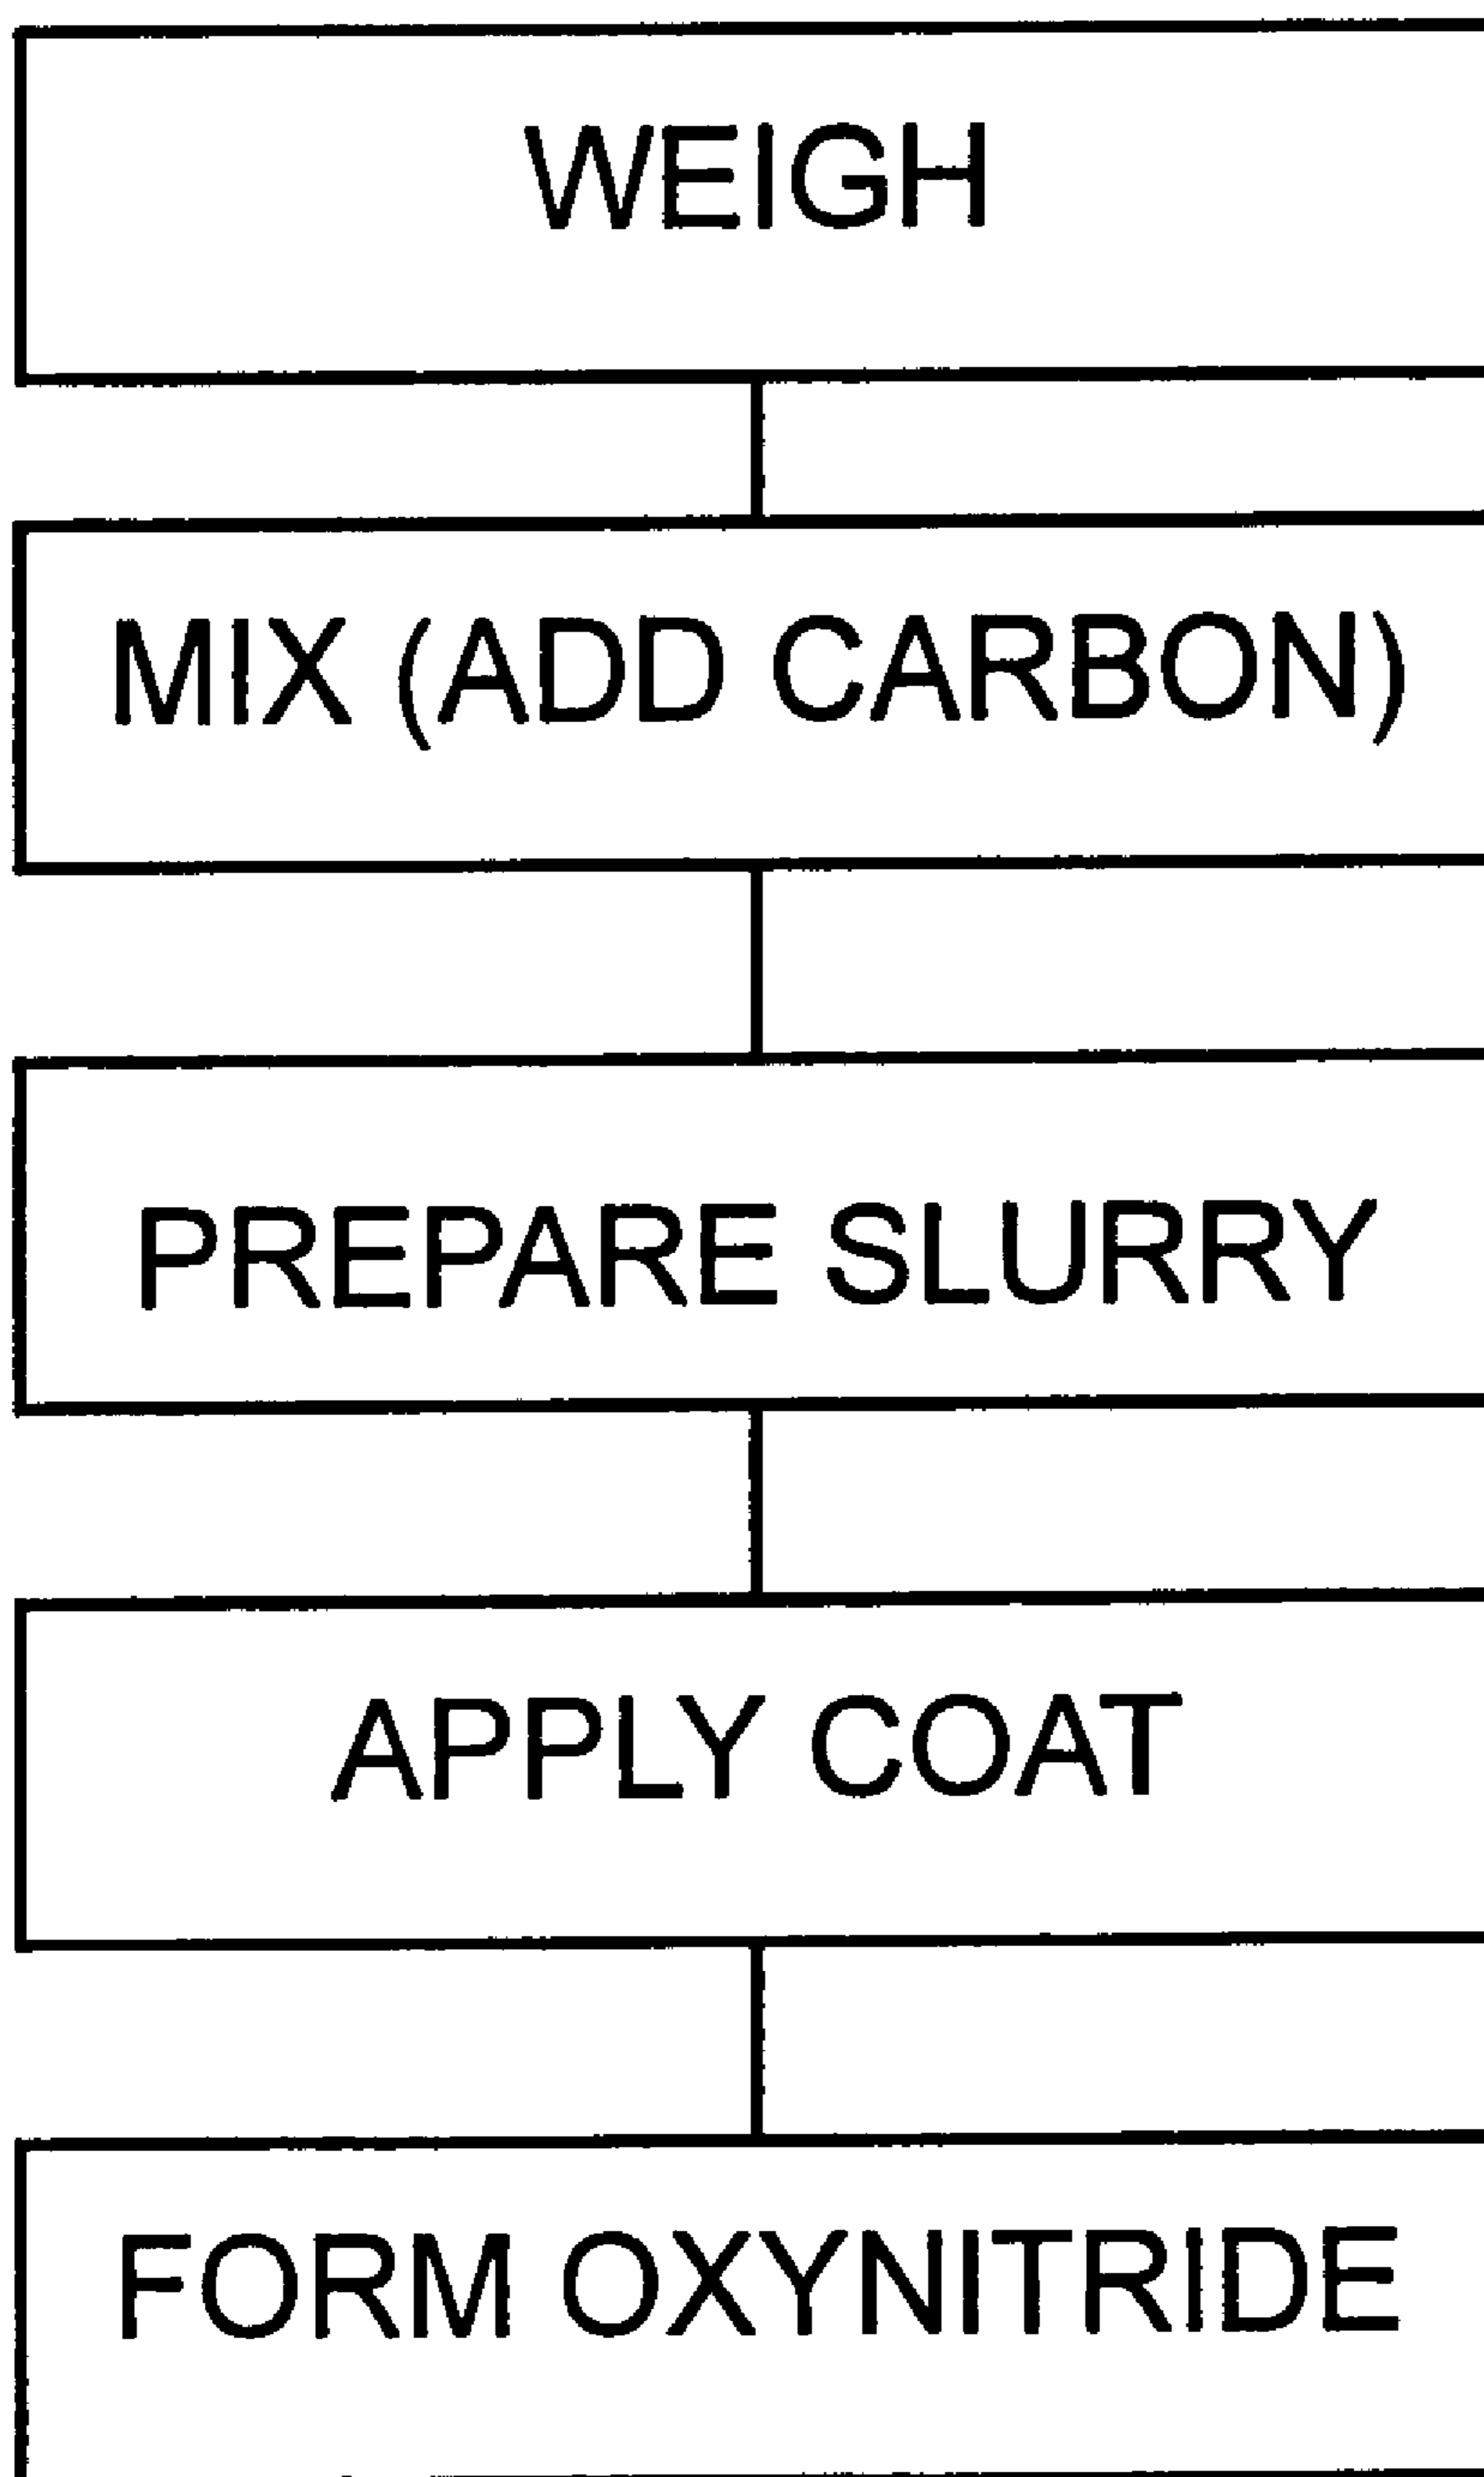 WEIGH
MIX (ADD CARBON)
PREPARE SLURRY
APPLY COAT
FORM OXYNITRIDE